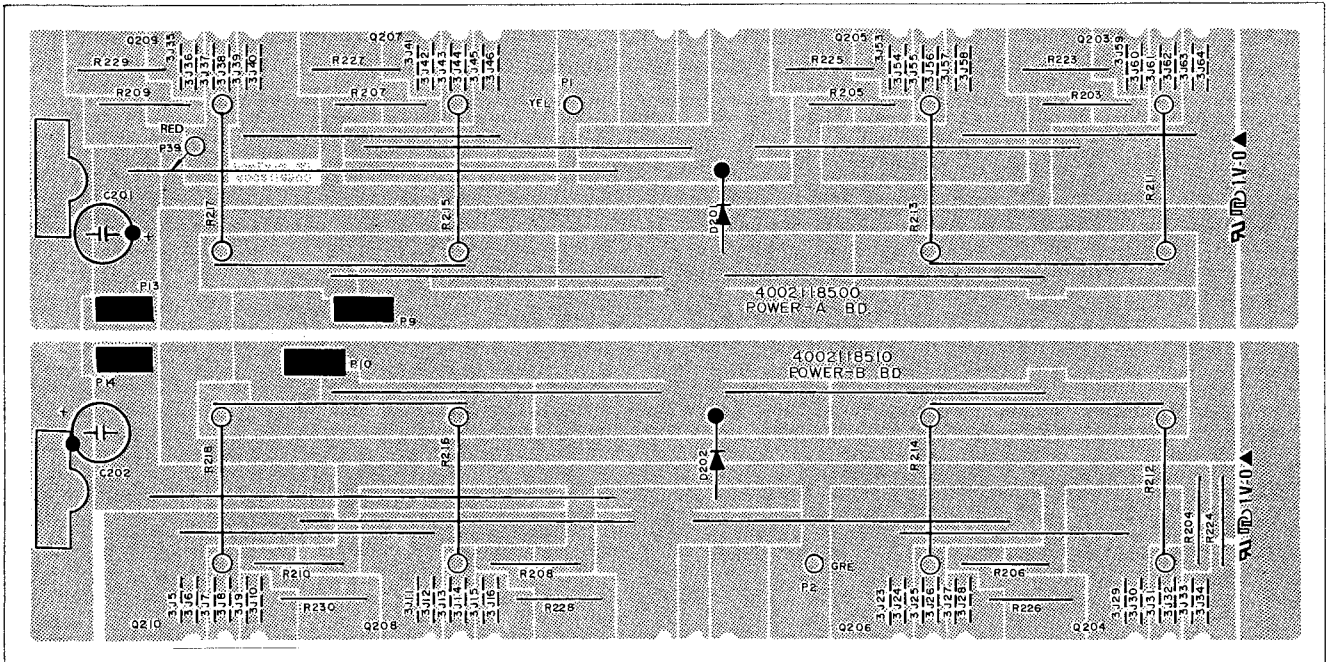 Q209 3J35 3J36 3J37 3J38 3J39 3J40
Q207 3J41 3J42 3J43 3J44 3J45 3J46
Q205 3J53 3J54 3J55 3J56 3J57 3J58
Q203 3J59 3J60 3J61 3J62 3J63 3J64
R229 R227 R225 R223
R209 R207 P1 YEL R205 R203
RED
P39
C201
+
R217 R215 D201 R213 R211
1V-0
P13 P9
4002118500
POWER-A BD
P14 P10
4002118510
POWER-B BD
+
C202
R218 R216 D202 R214 R212
R204 R224
1V-0
R210 R208 P2 GRE R206
R230 R228 R226
3J5 3J6 3J7 3J8 3J9 3J10
3J11 3J12 3J13 3J14 3J15 3J16
3J23 3J24 3J25 3J26 3J27 3J28
3J29 3J30 3J31 3J32 3J33 3J34
Q210 Q208 Q206 Q204